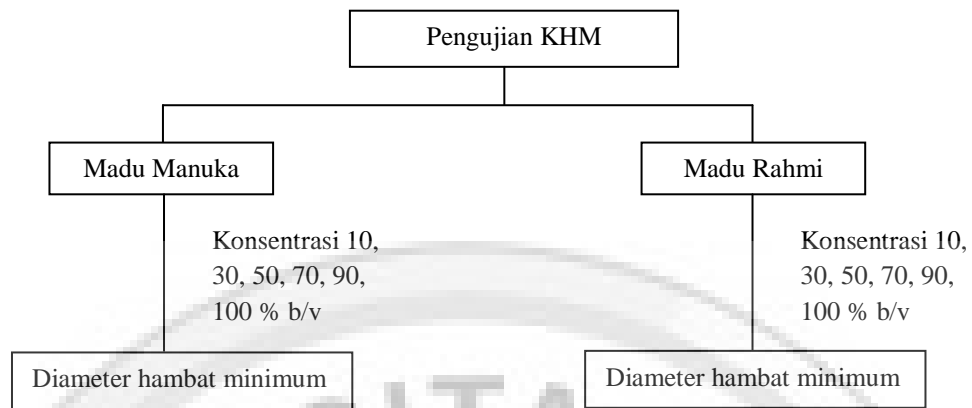 Pengujian KHM
Madu Manuka
Madu Rahmi
Konsentrasi 10,
30, 50, 70, 90,
100 % b/v
Konsentrasi 10,
30, 50, 70, 90,
100 % b/v
Diameter hambat minimum
Diameter hambat minimum